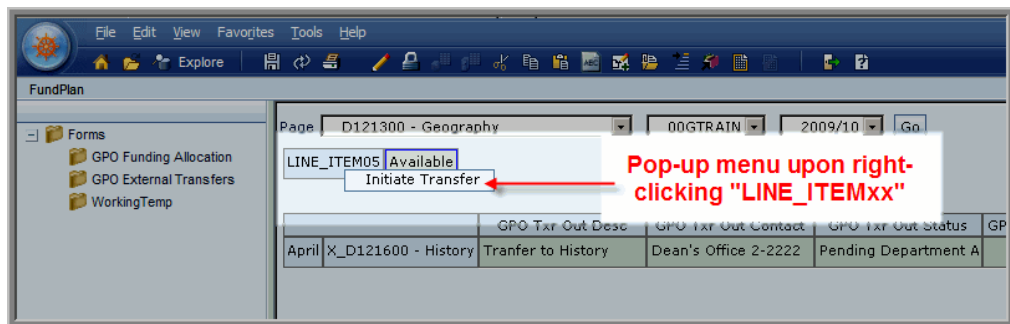 File Edit View Favorites Tools Help
Explore
FundPlan
Forms
GPO Funding Allocation
GPO External Transfers
WorkingTemp
Page D121300 - Geography 00GTRAIN 2009/10 Go
LINE_ITEM05 Available
Initiate Transfer
Pop-up menu upon right-
clicking "LINE_ITEMxx"
GPO Txr Out Desc GPO Txr Out Contact GPO Txr Out Status GP
April X_D121600 - History Tranfer to History Dean's Office 2-2222 Pending Department A